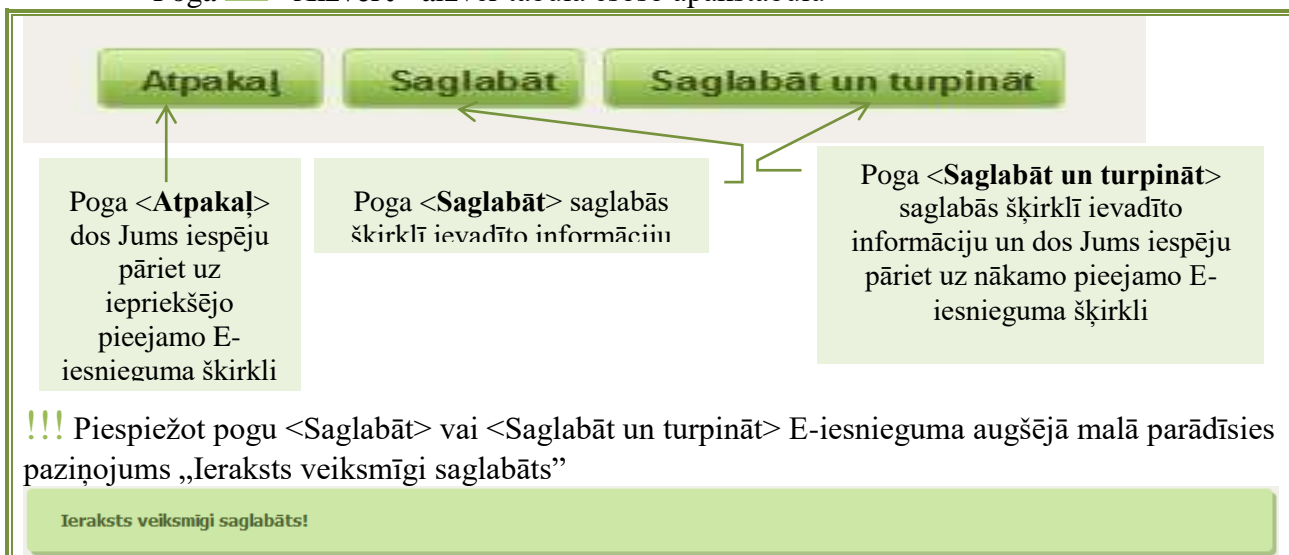 Atpakaļ Saglabāt Saglabāt un turpināt
Poga <Atpakaļ>
dos Jums iespēju
pāriet uz
iepriekšējo
pieejamo E-
iesnieguma šķirkli
Poga <Saglabāt> saglabās
šķirklī ievadīto informāciju
Poga <Saglabāt un turpināt>
saglabās šķirklī ievadīto
informāciju un dos Jums iespēju
pāriet uz nākamo pieejamo E-
iesnieguma šķirkli
!!! Piespiežot pogu <Saglabāt> vai <Saglabāt un turpināt> E-iesnieguma augšējā malā parādīsies
paziņojums „Ieraksts veiksmīgi saglabāts”
Ieraksts veiksmīgi saglabāts!